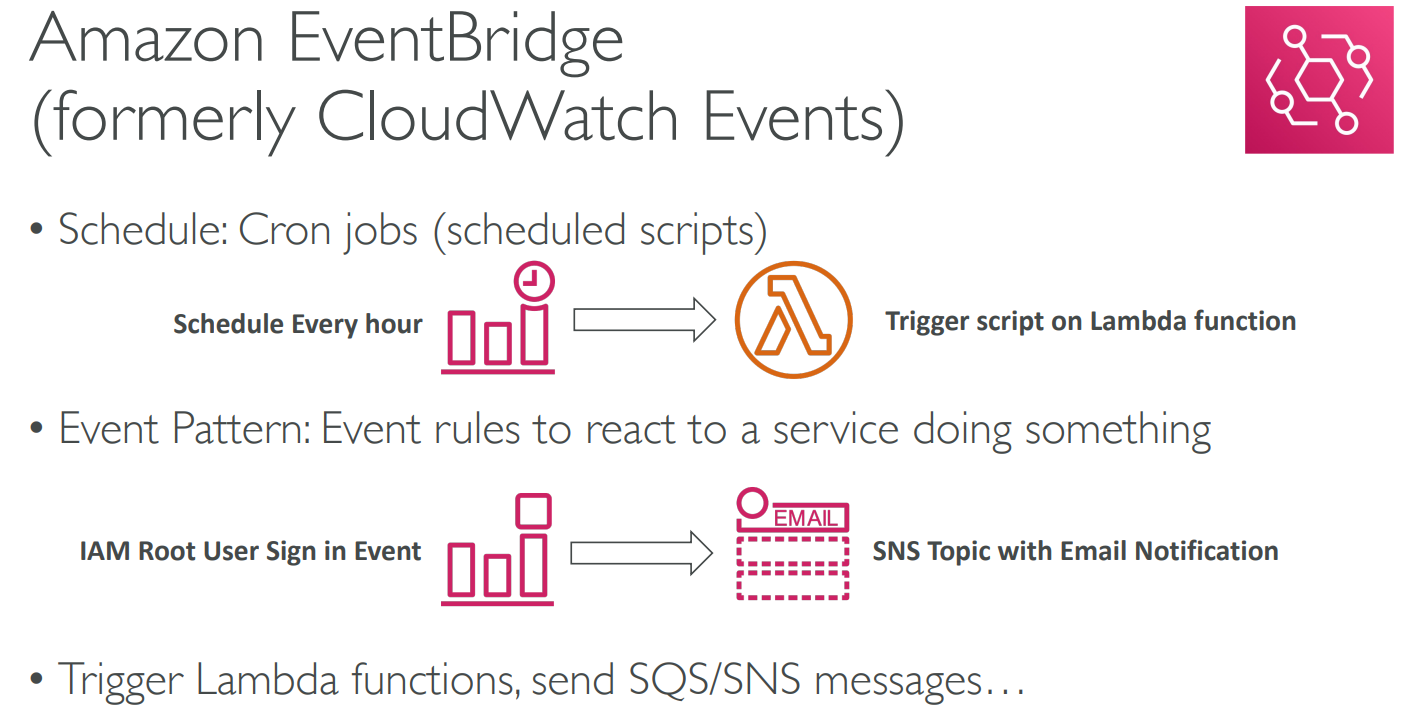 Amazon EventBridge
(formerly CloudWatch Events)
• Schedule: Cron jobs (scheduled scripts)
Schedule Every hour
Trigger script on Lambda function
• Event Pattern: Event rules to react to a service doing something
IAM Root User Sign in Event
EMAIL
SNS Topic with Email Notification
• Trigger Lambda functions, send SQS/SNS messages…